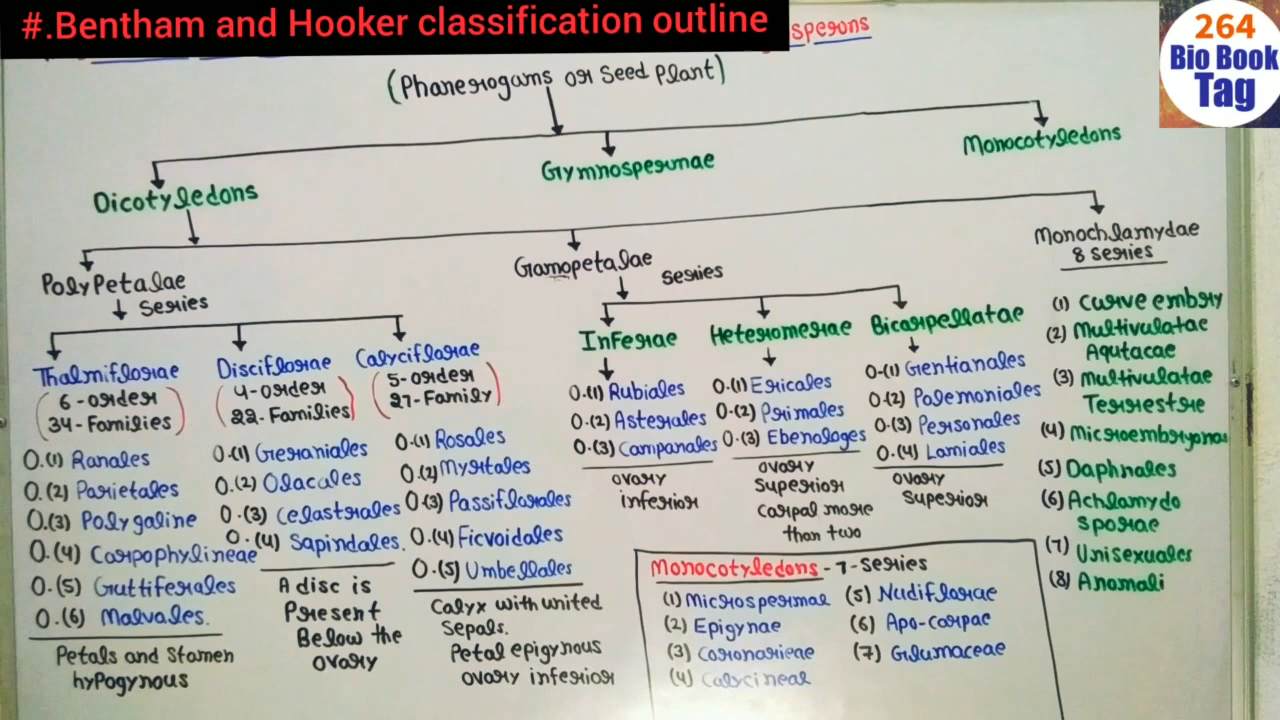 #.Bentham and Hooker classification outline
sperons
264
Bio Book
Tag
(Phanerogams or Seed Plant)
Dicotyledons
Gymnospermae
Monocotyledons
PolyPetalae
Series
Gamopetalae
Series
Monochlamydae
8 series
Thalmiflorae
(6-order
34-Families)
O.(1) Ranales
O.(2) Parietales
O.(3) Polygaline
O.(4) Carpophylineae
O.(5) Guttiferales
O.(6) Malvales.
Petals and Stamen
hyPogynous
Disciflorae
(4-order
22-Families)
O.(1) Geraniales
O.(2) Olacales
O.(3) Celastrales
O.(4) Sapindales.
A disc is
Present
Below the
ovary
Calyciflorae
(5-order
27-Family)
O.(1) Rosales
O.(2) Myrtales
O.(3) Passiflorales
O.(4) Ficvoidales
O.(5) Umbellales
Calyx with united
Sepals.
Petal epigynous
ovary inferior
Inferae
O.(1) Rubiales
O.(2) Asterales
O.(3) Campanales
ovary
inferior
Heteromerae
O.(1) Ericales
O.(2) Primales
O.(3) Ebenologes
ovary
Superior
Carpal more
than two
Bicarpellatae
O.(1) Gentianales
O.(2) Polemoniales
O.(3) Personales
O.(4) Lamiales
ovary
Superior
(1) Curve embry
(2) Multivulatae
Aqutacae
(3) Multivulatae
Terrestre
(4) Microembryonas
(5) Daphnales
(6) Achlamydo
sporae
(7) Unisexuales
(8) Anomali
Monocotyledons - 7-series
(1) Microspermal
(2) Epigynae
(3) Coronarieae
(4) Calycineal
(5) Nudiflorae
(6) Apo-carpae
(7) Glumaceae